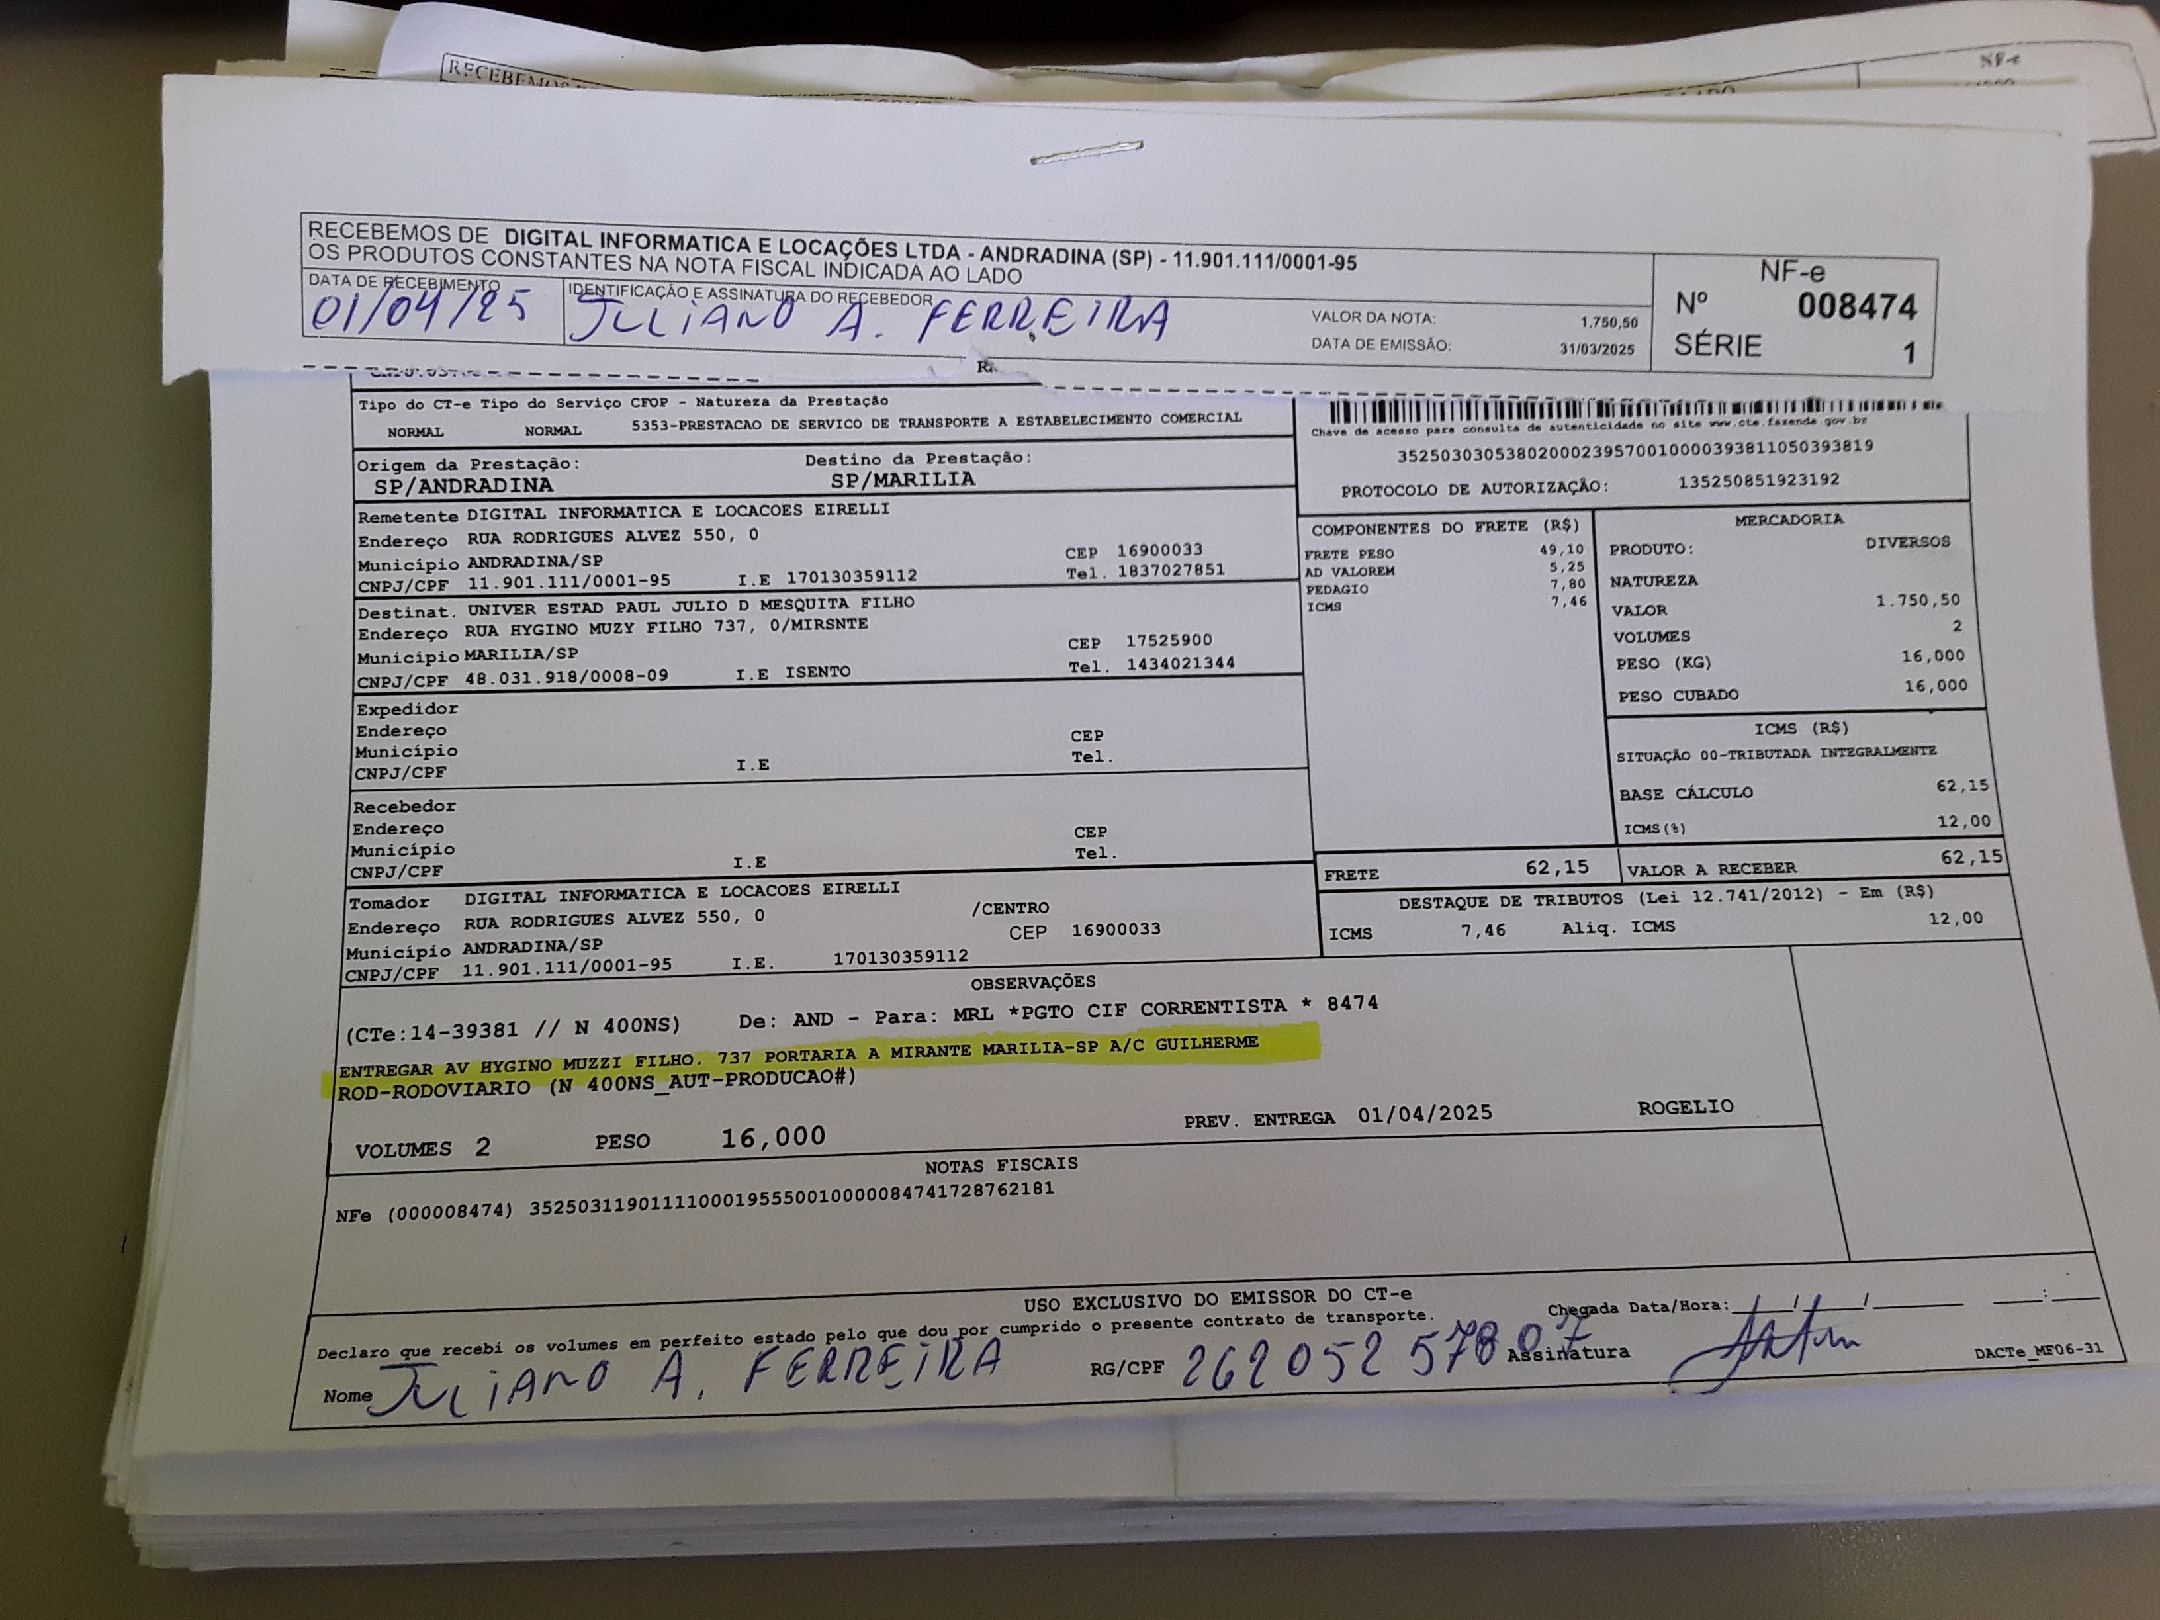 RECEBEMOS
NF-e
RECEBEMOS DE DIGITAL INFORMATICA E LOCAÇÕES LTDA - ANDRADINA (SP) - 11.901.111/0001-95
OS PRODUTOS CONSTANTES NA NOTA FISCAL INDICADA AO LADO
DATA DE RECEBIMENTO IDENTIFICAÇÃO E ASSINATURA DO RECEBEDOR
01/04/25 JULIANO A. FERREIRA
VALOR DA NOTA: 1.750,50
DATA DE EMISSÃO: 31/03/2025
NF-e
Nº 008474
SÉRIE 1
Tipo do CT-e Tipo do Serviço CFOP - Natureza da Prestação
NORMAL NORMAL 5353-PRESTACAO DE SERVICO DE TRANSPORTE A ESTABELECIMENTO COMERCIAL
Chave de acesso para consulta de autenticidade no site www.cte.fazenda.gov.br
35250303053802000239570010000393811050393819
PROTOCOLO DE AUTORIZAÇÃO: 135250851923192
Origem da Prestação: Destino da Prestação:
SP/ANDRADINA SP/MARILIA
Remetente DIGITAL INFORMATICA E LOCACOES EIRELLI
Endereço RUA RODRIGUES ALVEZ 550, 0
Município ANDRADINA/SP CEP 16900033
CNPJ/CPF 11.901.111/0001-95 I.E 170130359112 Tel. 1837027851
Destinat. UNIVER ESTAD PAUL JULIO D MESQUITA FILHO
Endereço RUA HYGINO MUZY FILHO 737, 0/MIRSNTE
Município MARILIA/SP CEP 17525900
CNPJ/CPF 48.031.918/0008-09 I.E ISENTO Tel. 1434021344
Expedidor
Endereço
Município CEP
CNPJ/CPF I.E Tel.
Recebedor
Endereço
Município CEP
CNPJ/CPF I.E Tel.
Tomador DIGITAL INFORMATICA E LOCACOES EIRELLI
Endereço RUA RODRIGUES ALVEZ 550, 0 /CENTRO
Município ANDRADINA/SP CEP 16900033
CNPJ/CPF 11.901.111/0001-95 I.E. 170130359112
COMPONENTES DO FRETE (R$)
FRETE PESO 49,10
AD VALOREM 5,25
PEDAGIO 7,80
ICMS 7,46
MERCADORIA
PRODUTO: DIVERSOS
NATUREZA
VALOR 1.750,50
VOLUMES 2
PESO (KG) 16,000
PESO CUBADO 16,000
ICMS (R$)
SITUAÇÃO 00-TRIBUTADA INTEGRALMENTE
BASE CÁLCULO 62,15
ICMS(%) 12,00
FRETE 62,15 VALOR A RECEBER 62,15
DESTAQUE DE TRIBUTOS (Lei 12.741/2012) - Em (R$)
ICMS 7,46 Aliq. ICMS 12,00
OBSERVAÇÕES
(CTe:14-39381 // N 400NS) De: AND - Para: MRL *PGTO CIF CORRENTISTA * 8474
ENTREGAR AV HYGINO MUZZI FILHO. 737 PORTARIA A MIRANTE MARILIA-SP A/C GUILHERME
ROD-RODOVIARIO (N 400NS_AUT-PRODUCAO#)
VOLUMES 2 PESO 16,000 PREV. ENTREGA 01/04/2025 ROGELIO
NOTAS FISCAIS
NFe (000008474) 35250311901111000195550010000084741728762181
USO EXCLUSIVO DO EMISSOR DO CT-e
Declaro que recebi os volumes em perfeito estado pelo que dou por cumprido o presente contrato de transporte.
Chegada Data/Hora: / / :
Nome JULIANO A. FERREIRA RG/CPF 262052578 07 Assinatura
DACTe_MF06-31